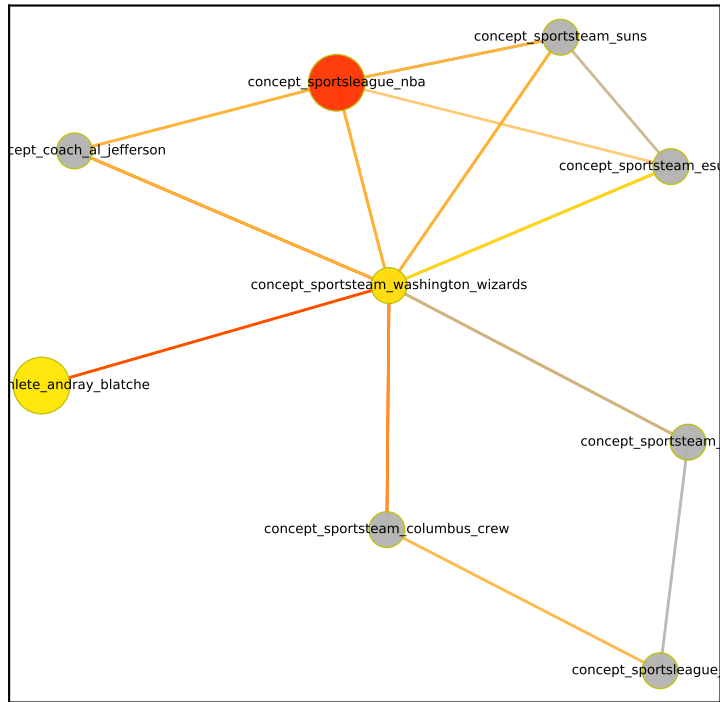 concept_sportsteam_suns
concept_sportsleague_nba
cept_coach_al_jefferson
concept_sportsteam_esu
concept_sportsteam_washington_wizards
hlete_andray_blatche
concept_sportsteam_
concept_sportsteam_columbus_crew
concept_sportsleague_